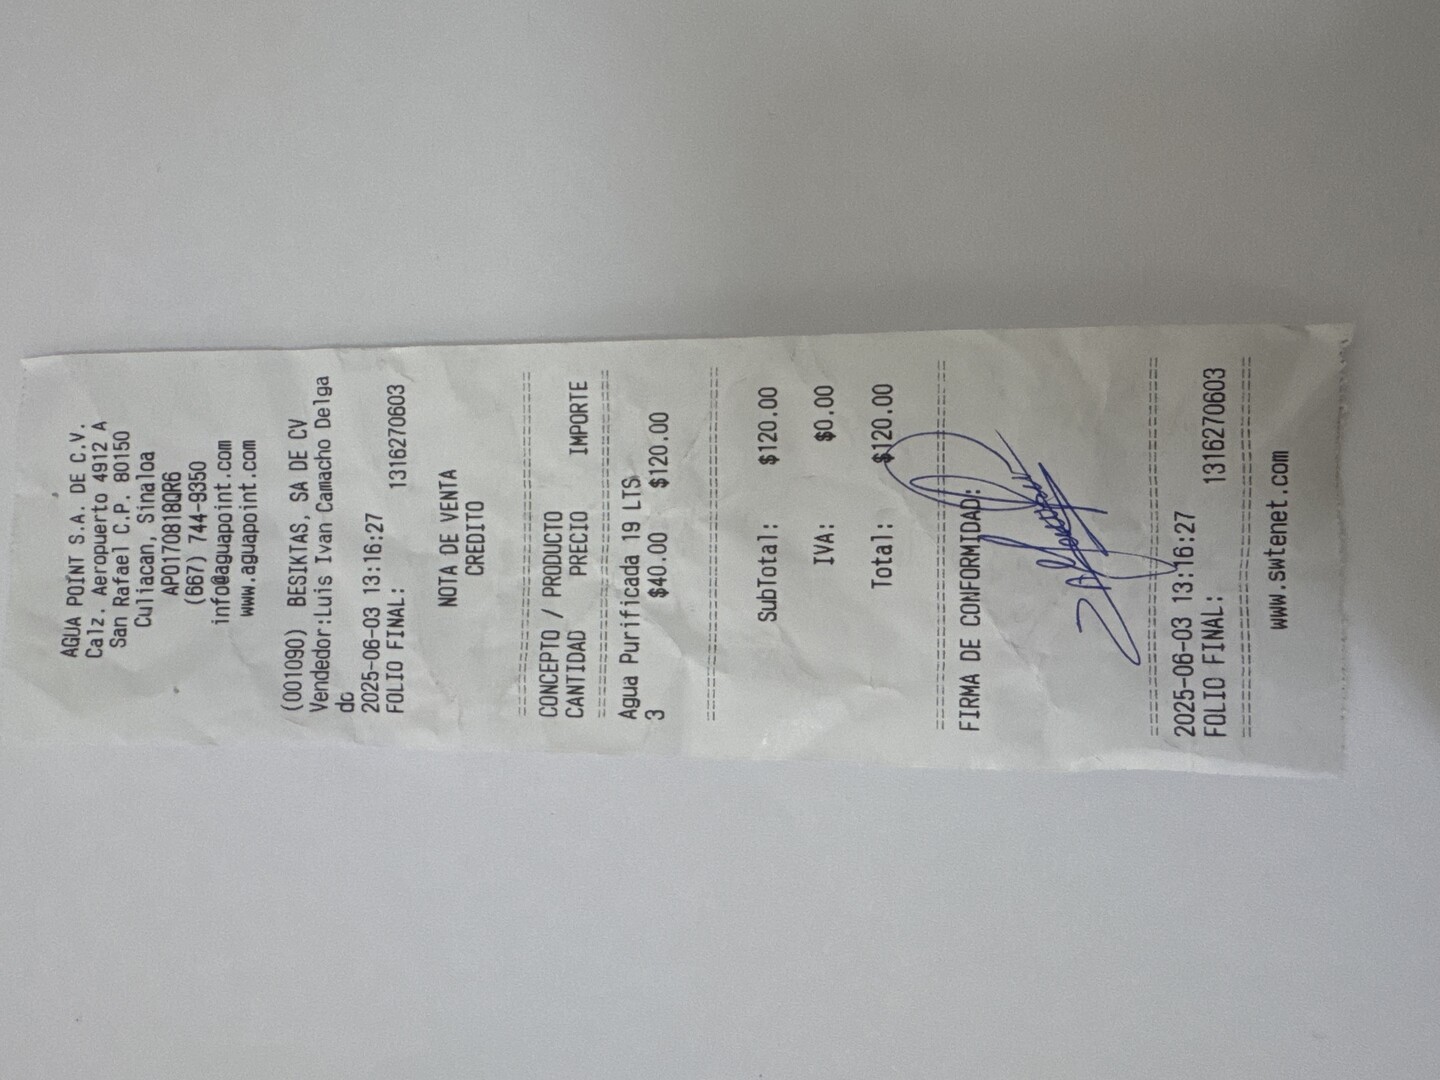 AGUA POINT S.A. DE C.V.
Calz. Aeropuerto 4912 A
San Rafael C.P. 80150
Culiacan, Sinaloa
APO170818QR6
(667) 744-9350
info@aguapoint.com
www.aguapoint.com
(001090) BESIKTAS, SA DE CV
Vendedor:Luis Ivan Camacho Delga
do
2025-06-03 13:16:27
FOLIO FINAL: 1316270603
NOTA DE VENTA
CREDITO
================================
CONCEPTO / PRODUCTO
CANTIDAD PRECIO IMPORTE
================================
Agua Purificada 19 LTS
3 $40.00 $120.00
================================
SubTotal: $120.00
IVA: $0.00
Total: $120.00
================================
FIRMA DE CONFORMIDAD:
================================
2025-06-03 13:16:27
FOLIO FINAL: 1316270603
================================
www.swtenet.com